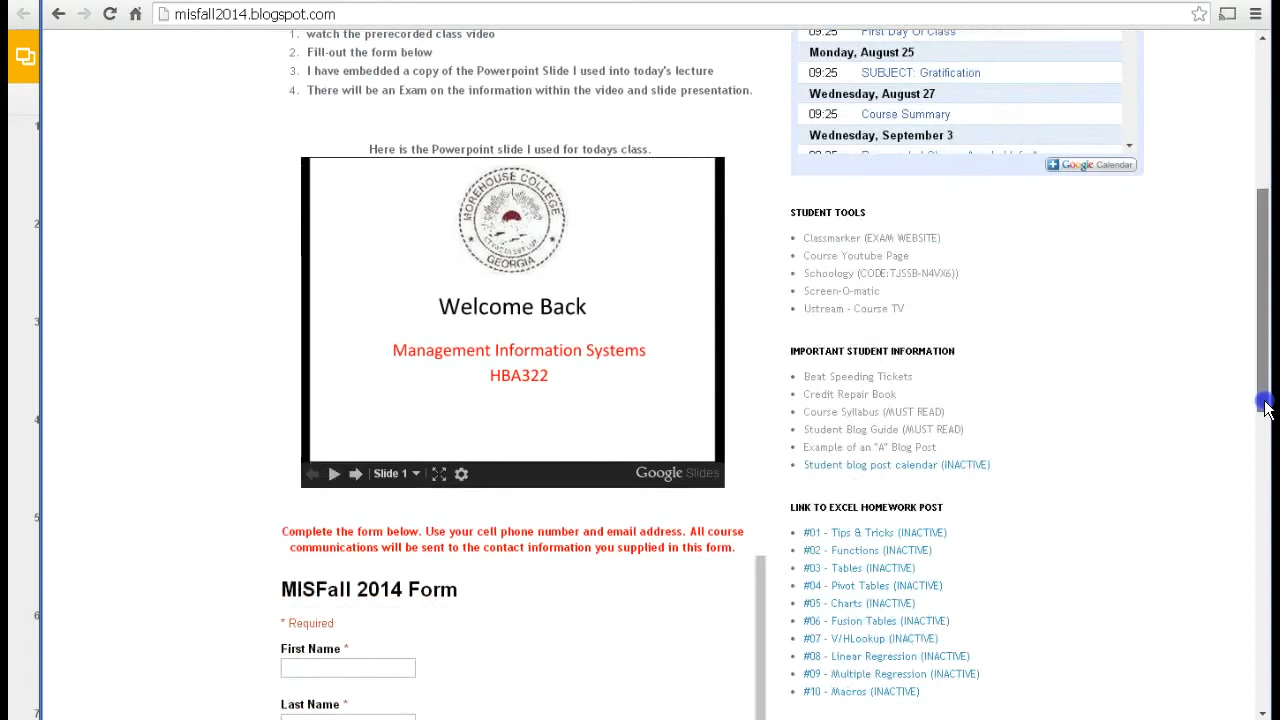 misfall2014.blogspot.com
1. watch the prerecorded class video
2. Fill-out the form below
3. I have embedded a copy of the Powerpoint Slide I used into today's lecture
4. There will be an Exam on the information within the video and slide presentation.
Here is the Powerpoint slide I used for todays class.
MOREHOUSE COLLEGE
GEORGIA
Welcome Back
Management Information Systems
HBA322
Slide 1
Google Slides
Complete the form below. Use your cell phone number and email address. All course
communications will be sent to the contact information you supplied in this form.
MISFall 2014 Form
* Required
First Name *
Last Name *
09:25 First Day Of Class
Monday, August 25
09:25 SUBJECT: Gratification
Wednesday, August 27
09:25 Course Summary
Wednesday, September 3
09:25
Google Calendar
STUDENT TOOLS
Classmarker (EXAM WEBSITE)
Course Youtube Page
Schoology (CODE:TJSSB-N4VX6))
Screen-O-matic
Ustream - Course TV
IMPORTANT STUDENT INFORMATION
Beat Speeding Tickets
Credit Repair Book
Course Syllabus (MUST READ)
Student Blog Guide (MUST READ)
Example of an "A" Blog Post
Student blog post calendar (INACTIVE)
LINK TO EXCEL HOMEWORK POST
#01 - Tips & Tricks (INACTIVE)
#02 - Functions (INACTIVE)
#03 - Tables (INACTIVE)
#04 - Pivot Tables (INACTIVE)
#05 - Charts (INACTIVE)
#06 - Fusion Tables (INACTIVE)
#07 - V/HLookup (INACTIVE)
#08 - Linear Regression (INACTIVE)
#09 - Multiple Regression (INACTIVE)
#10 - Macros (INACTIVE)
1
2
3
4
5
6
7